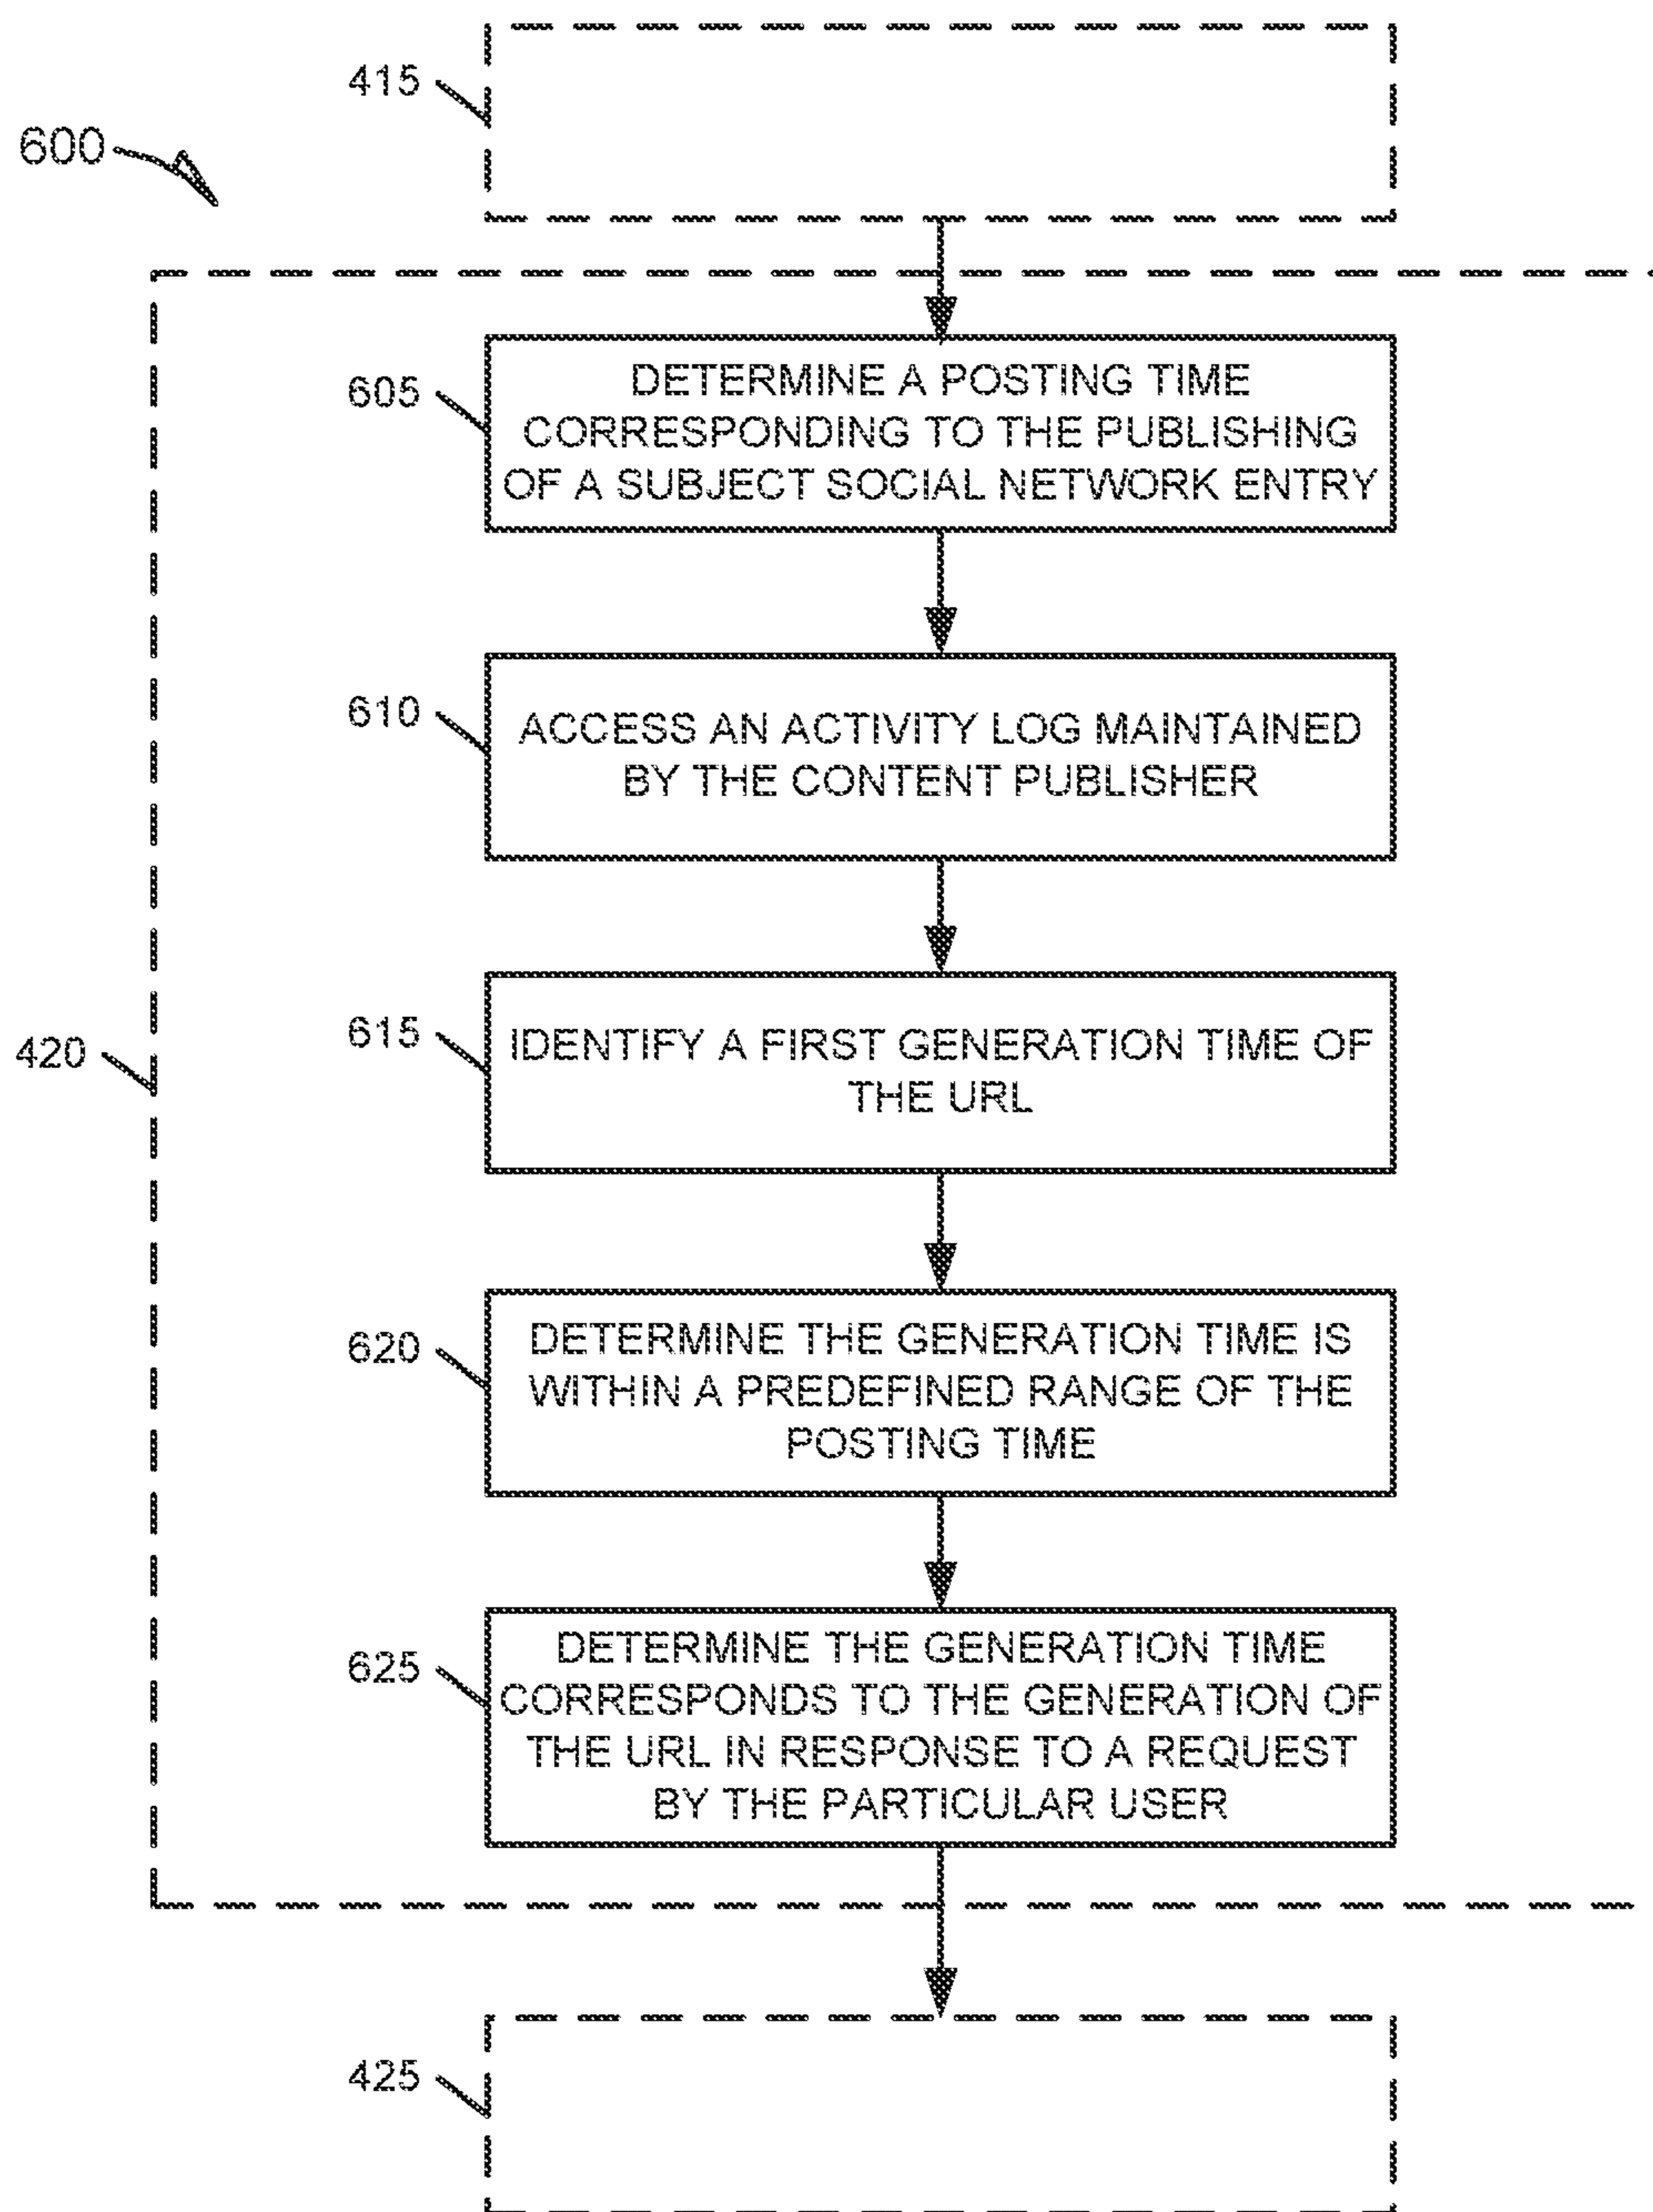 415
600
605
DETERMINE A POSTING TIME
CORRESPONDING TO THE PUBLISHING
OF A SUBJECT SOCIAL NETWORK ENTRY
610
ACCESS AN ACTIVITY LOG MAINTAINED
BY THE CONTENT PUBLISHER
420
615
IDENTIFY A FIRST GENERATION TIME OF
THE URL
620
DETERMINE THE GENERATION TIME IS
WITHIN A PREDEFINED RANGE OF THE
POSTING TIME
625
DETERMINE THE GENERATION TIME
CORRESPONDS TO THE GENERATION OF
THE URL IN RESPONSE TO A REQUEST
BY THE PARTICULAR USER
425